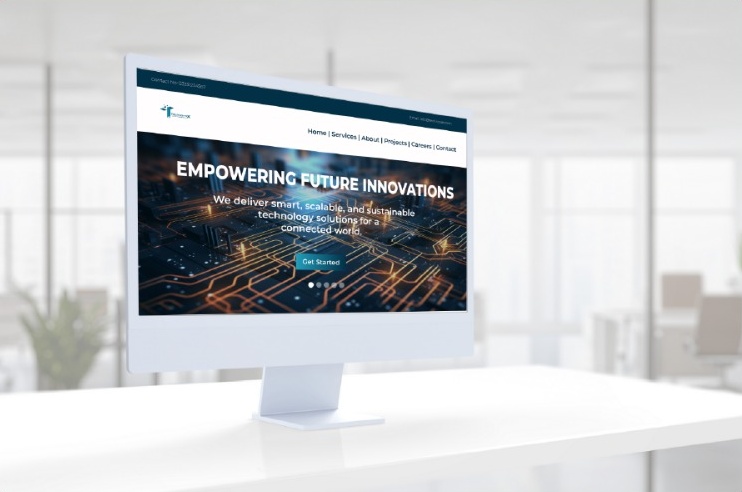 Home | Services | About | Projects | Careers | Contact
EMPOWERING FUTURE INNOVATIONS
We deliver smart, scalable, and sustainable
technology solutions for a
connected world.
Get Started